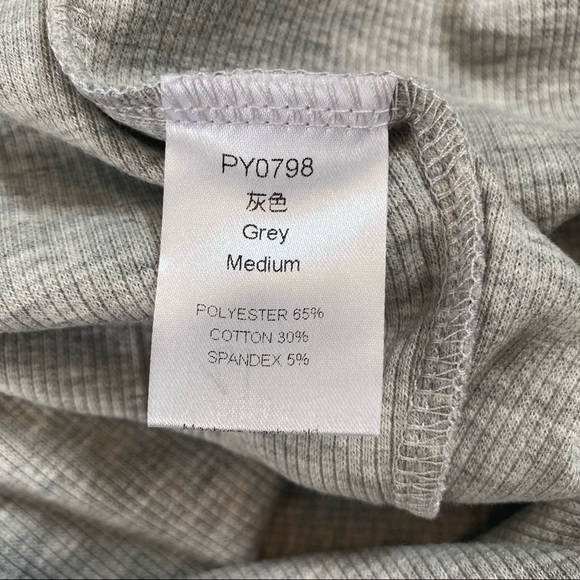 PY0798
灰色
Grey
Medium
POLYESTER 65%
COTTON 30%
SPANDEX 5%